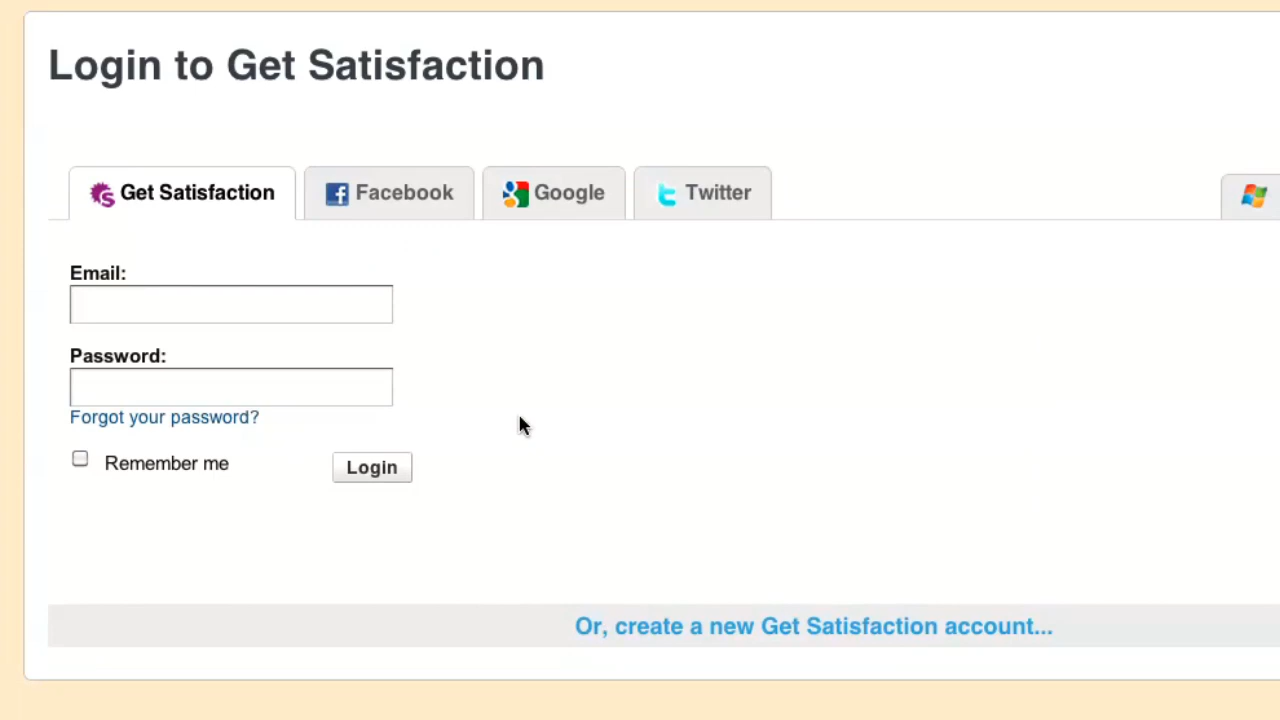 Login to Get Satisfaction
Get Satisfaction
Facebook
Google
Twitter
Email:
Password:
Forgot your password?
Remember me
Login
Or, create a new Get Satisfaction account...